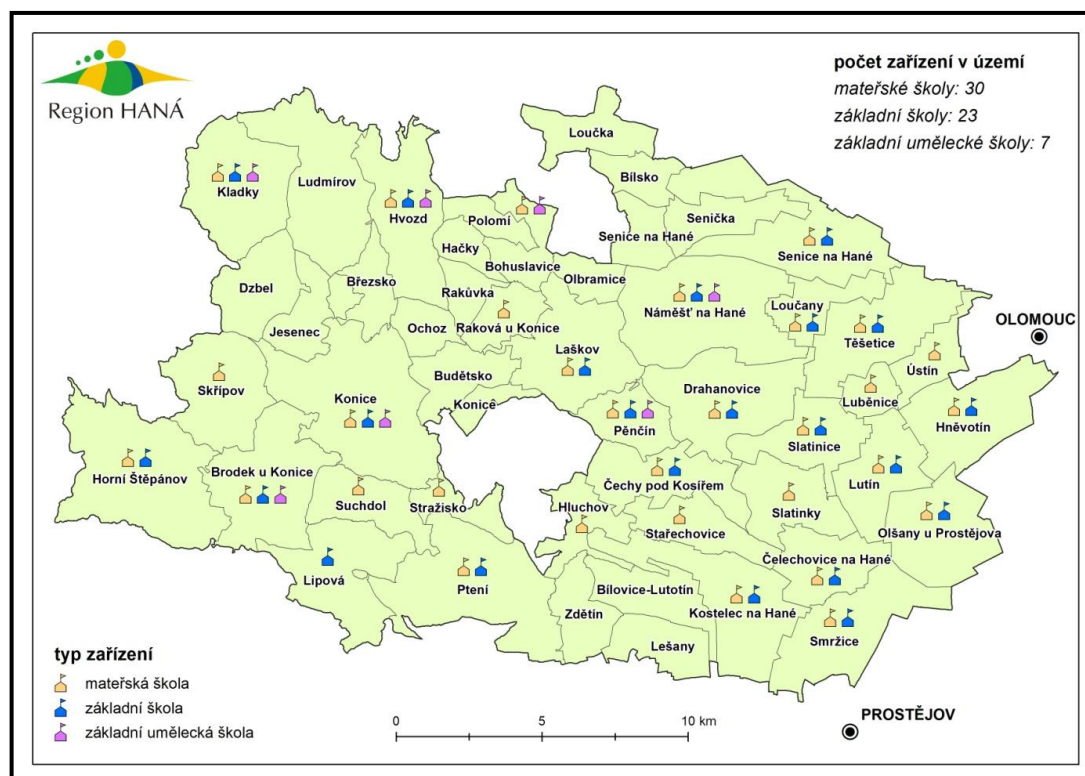 Region HANÁ
počet zařízení v území
mateřské školy: 30
základní školy: 23
základní umělecké školy: 7
Loučka
Bílsko
Kladky
Ludmírov
Hvozd
Polomí
Senička
Senice na Hané
Senice na Hané
Hačky
Bohuslavice
Olbramice
Dzbel
Březsko
Rakůvka
Náměšť na Hané
Loučany
Jesenec
Ochoz
Raková u Konice
Těšetice
OLOMOUC
Laškov
Ústín
Skřípov
Budětsko
Drahanovice
Luběnice
Konice
Konice
Pěnčín
Slatinice
Hněvotín
Horní Štěpánov
Brodek u Konice
Čechy pod Kosířem
Lutín
Suchdol
Stražisko
Hluchov
Slatinky
Stařechovice
Olšany u Prostějova
Čelechovice na Hané
Lipová
Ptení
Bílovice-Lutotín
Kostelec na Hané
Zdětín
Smržice
Lešany
typ zařízení
mateřská škola
základní škola
základní umělecká škola
0 5 10 km
PROSTĚJOV